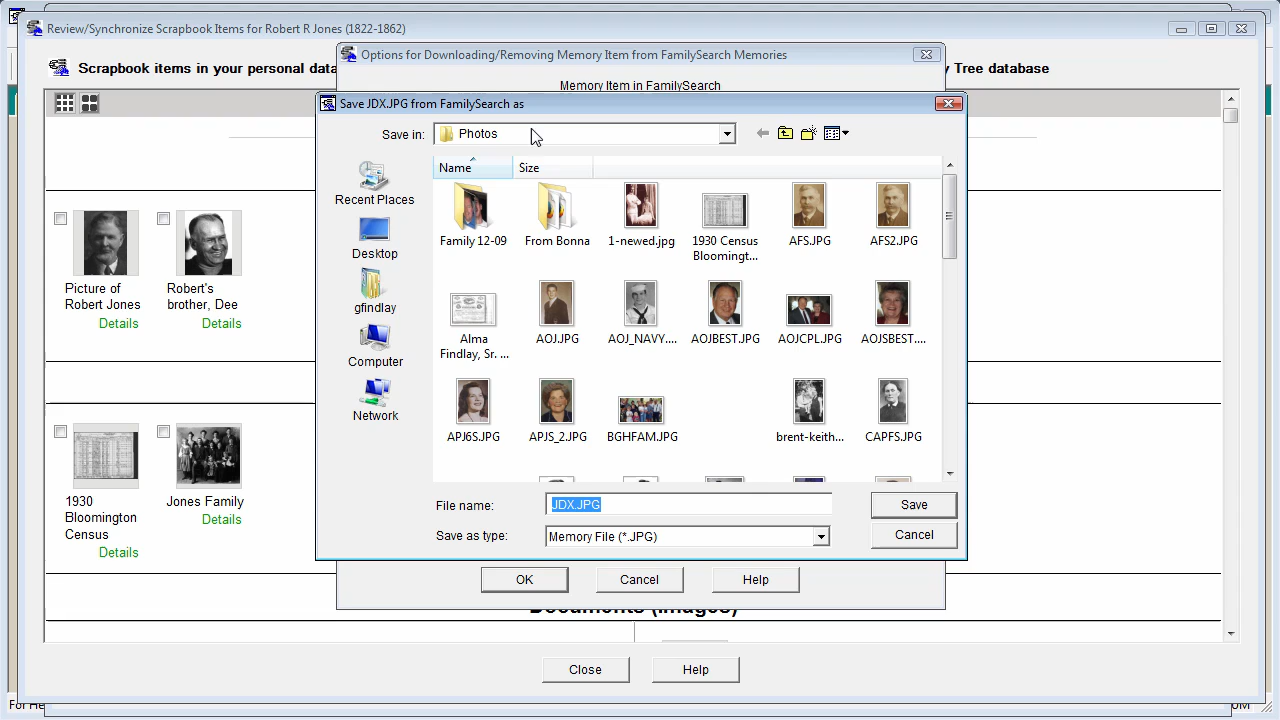 Review/Synchronize Scrapbook Items for Robert R Jones (1822-1862)
Options for Downloading/Removing Memory Item from FamilySearch Memories
Scrapbook items in your personal data
y Tree database
Memory Item in FamilySearch
Save JDX.JPG from FamilySearch as
Save in:
Photos
Name
Size
Recent Places
Desktop
gfindlay
Computer
Network
Family 12-09
From Bonna
1-newed.jpg
1930 Census
Bloomingt...
AFS.JPG
AFS2.JPG
Alma
Findlay, Sr. ...
AOJ.JPG
AOJ_NAVY....
AOJBEST.JPG
AOJCPL.JPG
AOJSBEST....
APJ6S.JPG
APJS_2.JPG
BGHFAM.JPG
brent-keith...
CAPFS.JPG
File name:
JDX.JPG
Save
Save as type:
Memory File (*.JPG)
Cancel
Picture of
Robert Jones
Details
Robert's
brother, Dee
Details
1930
Bloomington
Census
Details
Jones Family
Details
OK
Cancel
Help
Documents (images)
Close
Help
For He
UM